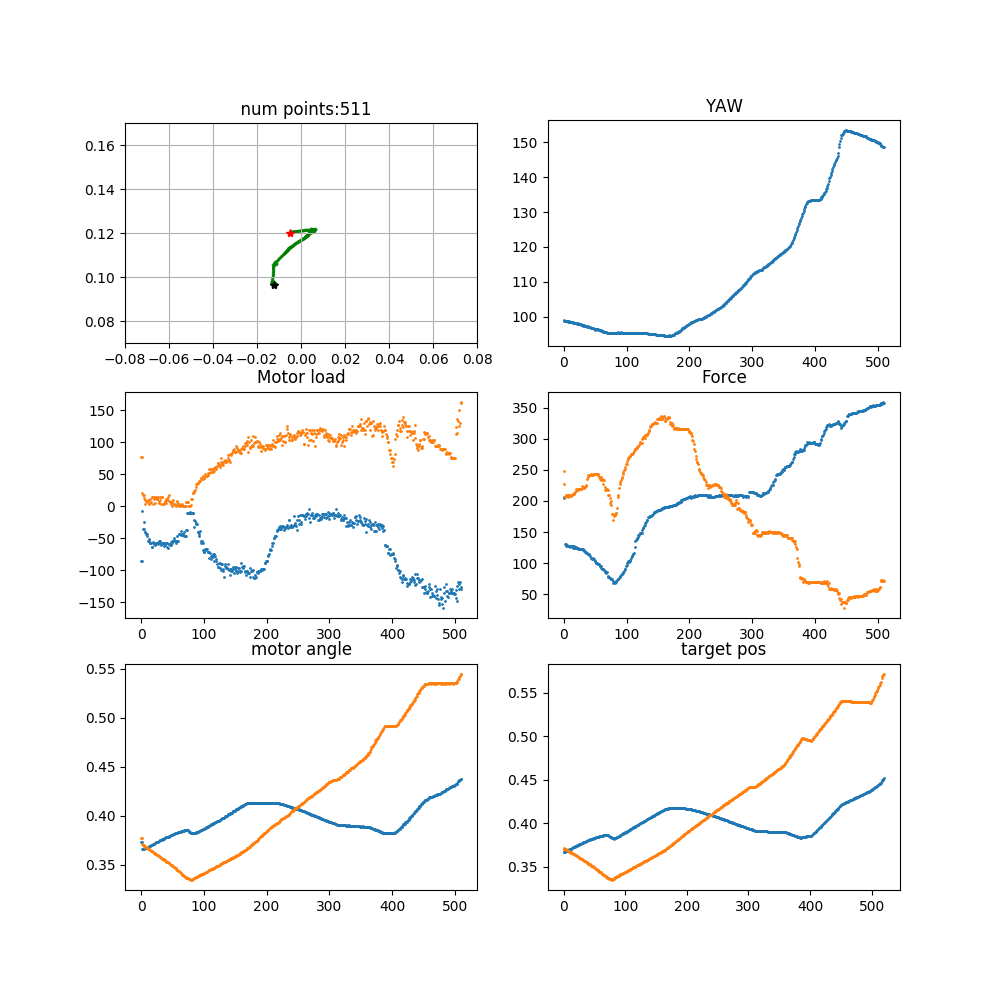 num points:511
0.16
0.14
0.12
0.10
0.08
−0.08 −0.06 −0.04 −0.02 0.00 0.02 0.04 0.06 0.08
YAW
150
140
130
120
110
100
0 100 200 300 400 500
Motor load
150
100
50
0
−50
−100
−150
0 100 200 300 400 500
Force
350
300
250
200
150
100
50
0 100 200 300 400 500
motor angle
0.55
0.50
0.45
0.40
0.35
0 100 200 300 400 500
target pos
0.55
0.50
0.45
0.40
0.35
0 100 200 300 400 500